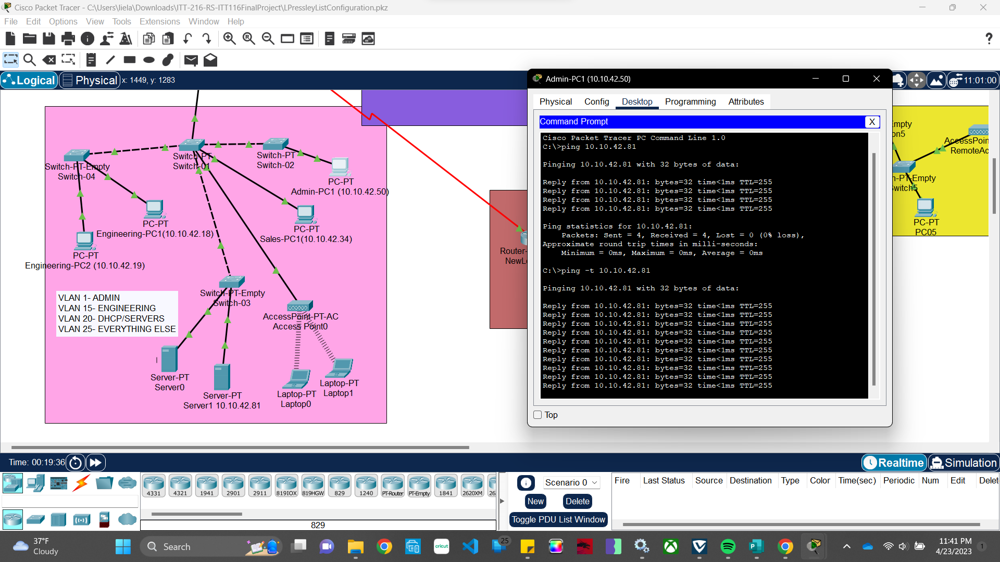 Cisco Packet Tracer - C:\Users\liela\Downloads\ITT-216-RS-ITT116FinalProject\LPressleyListConfiguration.pkz
File Edit Options View Tools Extensions Window Help
Logical Physical x: 1449, y: 1283
11:01:00
Switch-PT
Switch-01
Switch-PT
Switch-02
Switch-PT-Empty
Switch-04
PC-PT
Admin-PC1 (10.10.42.50)
PC-PT
Engineering-PC1(10.10.42.18)
PC-PT
Sales-PC1(10.10.42.34)
PC-PT
Engineering-PC2 (10.10.42.19)
Switch-PT-Empty
Switch-03
VLAN 1- ADMIN
VLAN 15- ENGINEERING
VLAN 20- DHCP/SERVERS
VLAN 25- EVERYTHING ELSE
AccessPoint-PT-AC
Access Point0
Server-PT
Server0
Server-PT
Server1 10.10.42.81
Laptop-PT
Laptop0
Laptop-PT
Laptop1
Router-
NewLo
Admin-PC1 (10.10.42.50)
Physical Config Desktop Programming Attributes
Command Prompt X
Cisco Packet Tracer PC Command Line 1.0
C:\>ping 10.10.42.81
Pinging 10.10.42.81 with 32 bytes of data:
Reply from 10.10.42.81: bytes=32 time<1ms TTL=255
Reply from 10.10.42.81: bytes=32 time<1ms TTL=255
Reply from 10.10.42.81: bytes=32 time<1ms TTL=255
Reply from 10.10.42.81: bytes=32 time<1ms TTL=255
Ping statistics for 10.10.42.81:
Packets: Sent = 4, Received = 4, Lost = 0 (0% loss),
Approximate round trip times in milli-seconds:
Minimum = 0ms, Maximum = 0ms, Average = 0ms
C:\>ping -t 10.10.42.81
Pinging 10.10.42.81 with 32 bytes of data:
Reply from 10.10.42.81: bytes=32 time<1ms TTL=255
Reply from 10.10.42.81: bytes=32 time<1ms TTL=255
Reply from 10.10.42.81: bytes=32 time<1ms TTL=255
Reply from 10.10.42.81: bytes=32 time<1ms TTL=255
Reply from 10.10.42.81: bytes=32 time<1ms TTL=255
Reply from 10.10.42.81: bytes=32 time<1ms TTL=255
Reply from 10.10.42.81: bytes=32 time<1ms TTL=255
Reply from 10.10.42.81: bytes=32 time<1ms TTL=255
Reply from 10.10.42.81: bytes=32 time<1ms TTL=255
Reply from 10.10.42.81: bytes=32 time<1ms TTL=255
Top
mpty
on5
AccessPoin
RemoteAc
h-PT-Empty
witch5
PC-PT
PC05
Time: 00:19:36
Realtime Simulation
4331 4321 1941 2901 2911 819IOX 819HGW 829 1240 PT-Router PT-Empty 1841 2620XM 26
829
Scenario 0
New Delete
Toggle PDU List Window
Fire Last Status Source Destination Type Color Time(sec) Periodic Num Edit Delet
37°F
Cloudy
Search
cricut
25
11:41 PM
4/23/2023
1